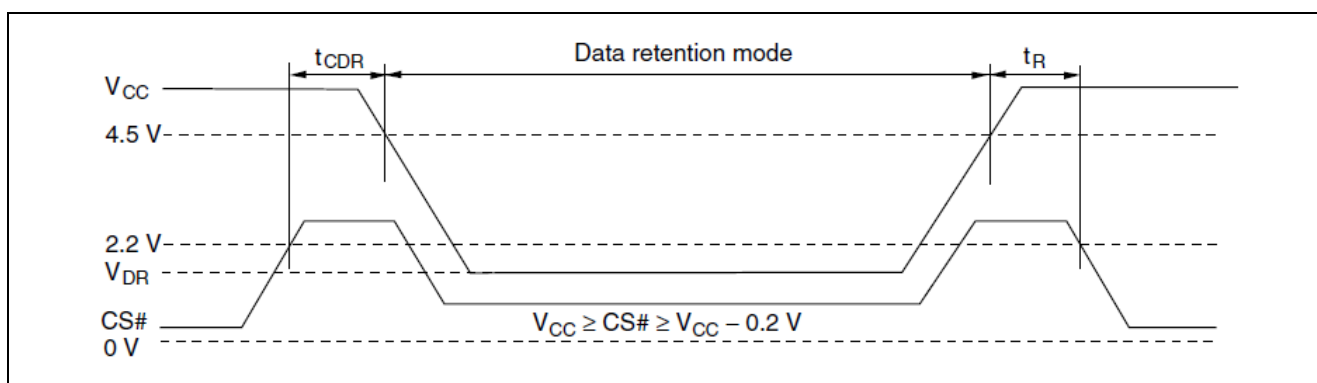 tCDR
Data retention mode
tR
VCC
4.5 V
2.2 V
VDR
CS#
VCC ≥ CS# ≥ VCC – 0.2 V
0 V